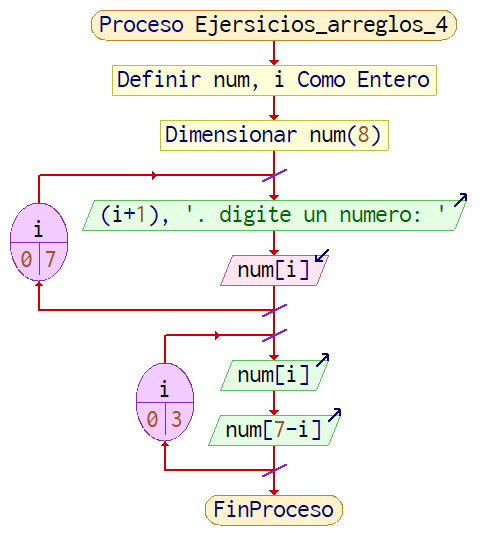 Proceso Ejersicios_arreglos_4
Definir num, i Como Entero
Dimensionar num(8)
(i+1), '. digite un numero: '
i
0 7
num[i]
num[i]
i
0 3
num[7-i]
FinProceso